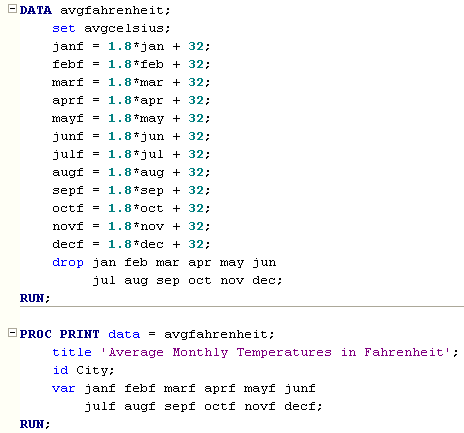 DATA avgfahrenheit;
    set avgcelsius;
    janf = 1.8*jan + 32;
    febf = 1.8*feb + 32;
    marf = 1.8*mar + 32;
    aprf = 1.8*apr + 32;
    mayf = 1.8*may + 32;
    junf = 1.8*jun + 32;
    julf = 1.8*jul + 32;
    augf = 1.8*aug + 32;
    sepf = 1.8*sep + 32;
    octf = 1.8*oct + 32;
    novf = 1.8*nov + 32;
    decf = 1.8*dec + 32;
    drop jan feb mar apr may jun
         jul aug sep oct nov dec;
RUN;
PROC PRINT data = avgfahrenheit;
    title 'Average Monthly Temperatures in Fahrenheit';
    id City;
    var janf febf marf aprf mayf junf
        julf augf sepf octf novf decf;
RUN;